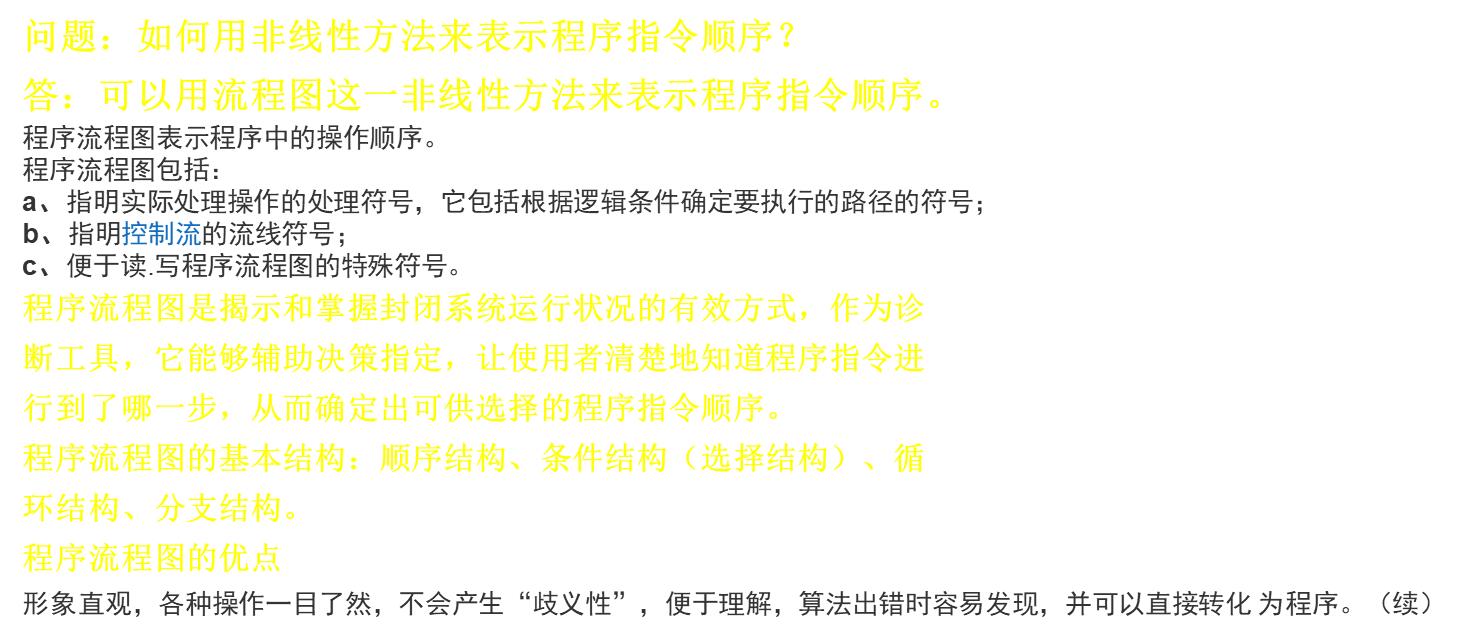 问题：如何用非线性方法来表示程序指令顺序？
答：可以用流程图这一非线性方法来表示程序指令顺序。
程序流程图表示程序中的操作顺序。
程序流程图包括：
a、指明实际处理操作的处理符号，它包括根据逻辑条件确定要执行的路径的符号；
b、指明控制流的流线符号；
c、便于读.写程序流程图的特殊符号。
程序流程图是揭示和掌握封闭系统运行状况的有效方式，作为诊
断工具，它能够辅助决策指定，让使用者清楚地知道程序指令进
行到了哪一步，从而确定出可供选择的程序指令顺序。
程序流程图的基本结构：顺序结构、条件结构（选择结构）、循
环结构、分支结构。
程序流程图的优点
形象直观，各种操作一目了然，不会产生“歧义性”，便于理解，算法出错时容易发现，并可以直接转化 为程序。（续）